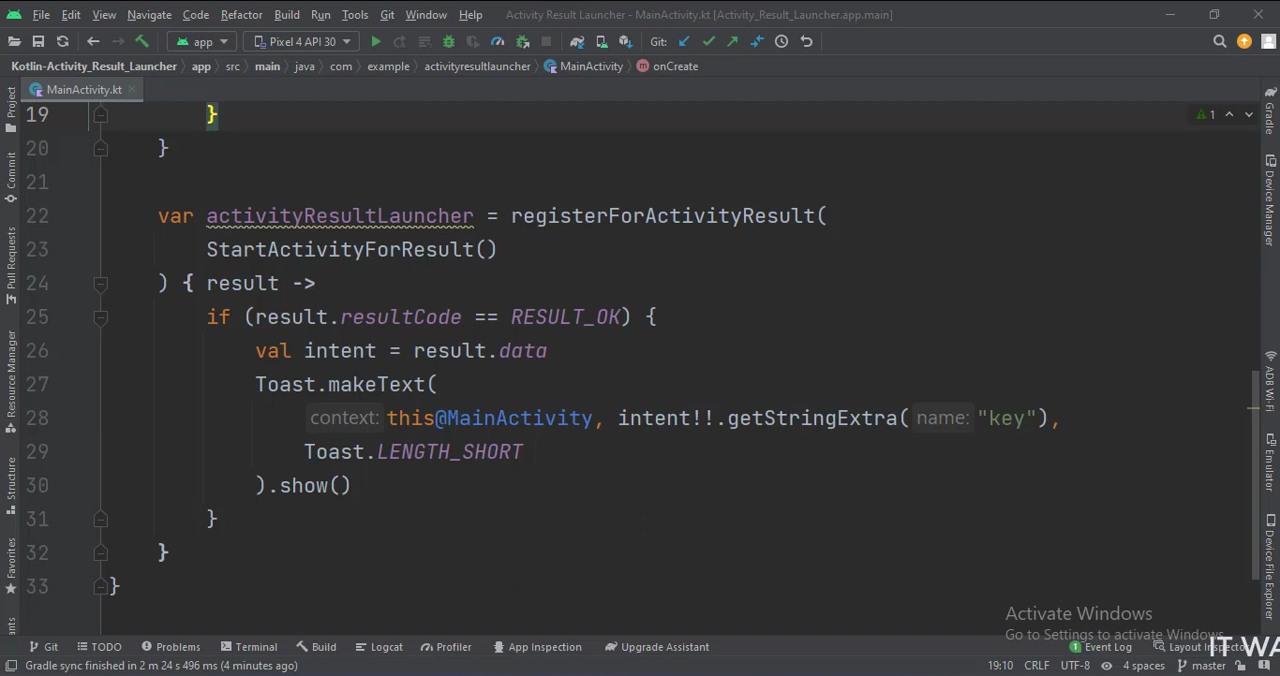 File Edit View Navigate Code Refactor Build Run Tools Git Window Help Activity Result Launcher - MainActivity.kt [Activity_Result_Launcher.app.main]
app Pixel 4 API 30 Git:
Kotlin-Activity_Result_Launcher app src main java com example activityresultlauncher MainActivity onCreate
MainActivity.kt
19 }
1
20 }
21
22 var activityResultLauncher = registerForActivityResult(
23 StartActivityForResult()
24 ) { result ->
25 if (result.resultCode == RESULT_OK) {
26 val intent = result.data
27 Toast.makeText(
28 context: this@MainActivity, intent!!.getStringExtra( name: "key"),
29 Toast.LENGTH_SHORT
30 ).show()
31 }
32 }
33 }
Project
Commit
Pull Requests
Resource Manager
Structure
Favorites
Gradle
Device Manager
ADB Wi-Fi
Emulator
Device File Explorer
Activate Windows
Go to Settings to activate Windows.
IT WA
Git TODO Problems Terminal Build Logcat Profiler App Inspection Upgrade Assistant 1 Event Log Layout Inspector
Gradle sync finished in 2 m 24 s 496 ms (4 minutes ago) 19:10 CRLF UTF-8 4 spaces master